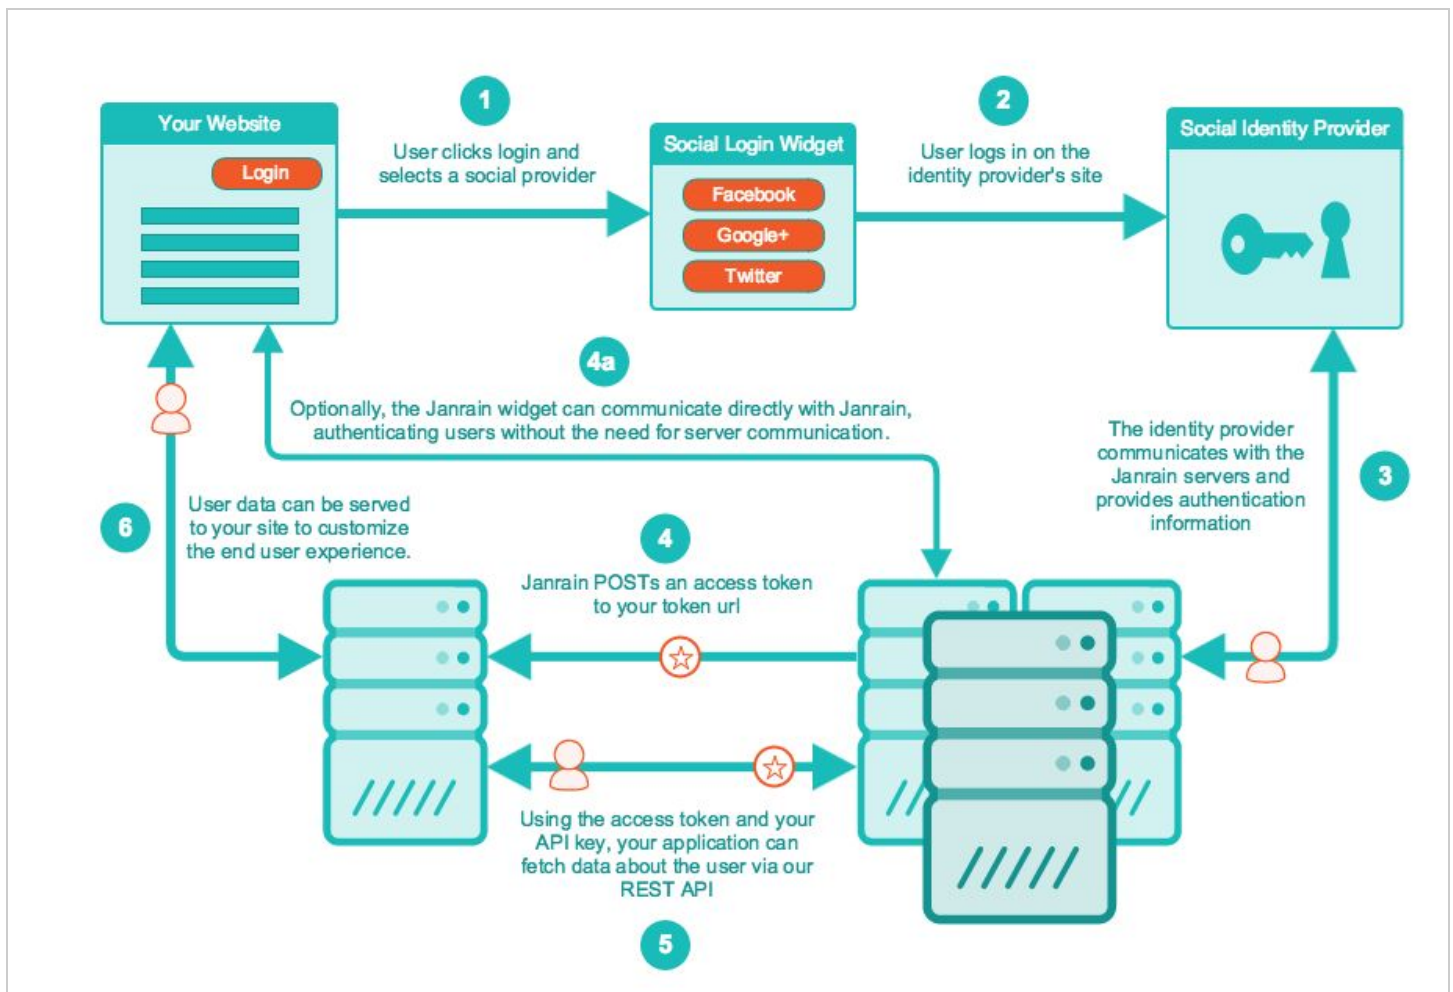 1
2
Your Website
Login
User clicks login and
selects a social provider
Social Login Widget
Facebook
Google+
Twitter
User logs in on the
identity provider's site
Social Identity Provider
4a
Optionally, the Janrain widget can communicate directly with Janrain,
authenticating users without the need for server communication.
The identity provider
communicates with the
Janrain servers and
provides authentication
information
3
6
User data can be served
to your site to customize
the end user experience.
4
Janrain POSTs an access token
to your token url
Using the access token and your
API key, your application can
fetch data about the user via our
REST API
5